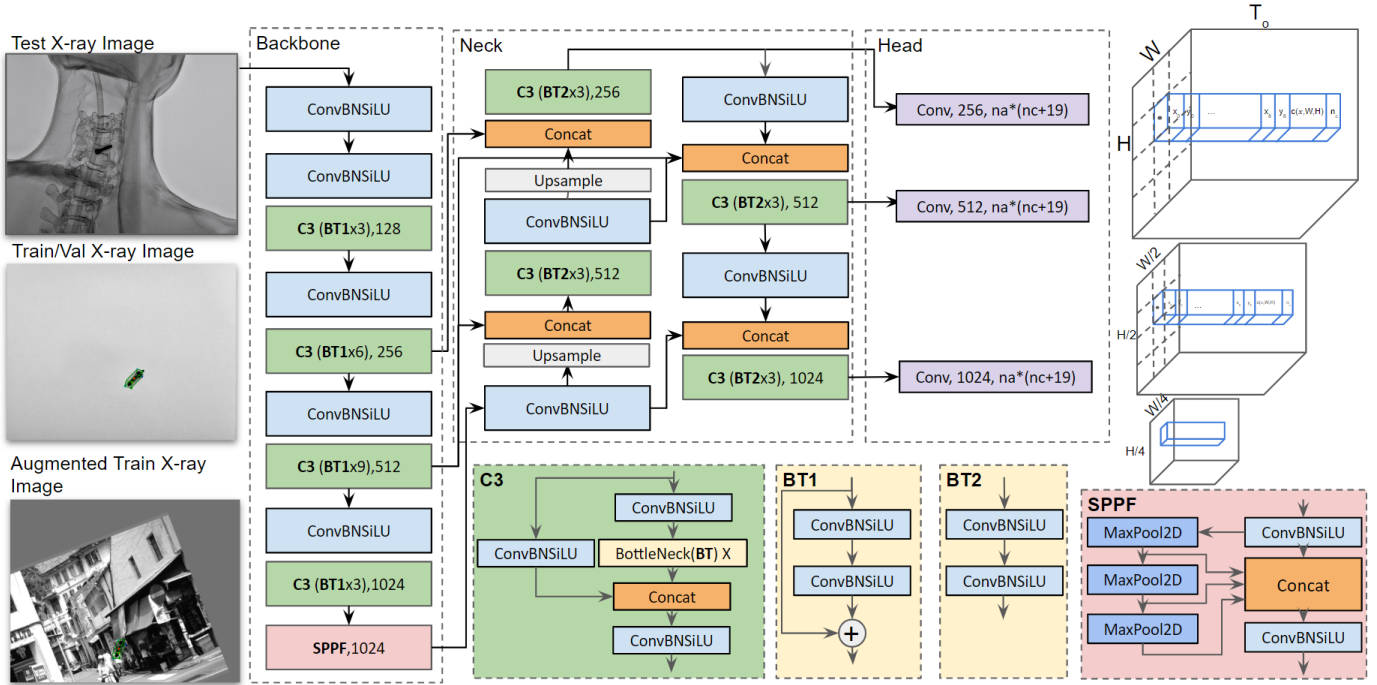 Test X-ray Image
Train/Val X-ray Image
Augmented Train X-ray
Image
Backbone
ConvBNSiLU
ConvBNSiLU
C3 (BT1x3),128
ConvBNSiLU
C3 (BT1x6), 256
ConvBNSiLU
C3 (BT1x9),512
ConvBNSiLU
C3 (BT1x3),1024
SPPF,1024
Neck
C3 (BT2x3),256
Concat
Upsample
ConvBNSiLU
C3 (BT2x3),512
Concat
Upsample
ConvBNSiLU
ConvBNSiLU
Concat
C3 (BT2x3), 512
ConvBNSiLU
Concat
C3 (BT2x3), 1024
Head
Conv, 256, na*(nc+19)
Conv, 512, na*(nc+19)
Conv, 1024, na*(nc+19)
T₀
W
H
... x₈ y₈ c(x,W,H) n꜀
W/2
H/2
...
W/4
H/4
C3
ConvBNSiLU
ConvBNSiLU
BottleNeck(BT) X
Concat
ConvBNSiLU
BT1
ConvBNSiLU
ConvBNSiLU
+
BT2
ConvBNSiLU
ConvBNSiLU
SPPF
MaxPool2D
ConvBNSiLU
MaxPool2D
Concat
MaxPool2D
ConvBNSiLU